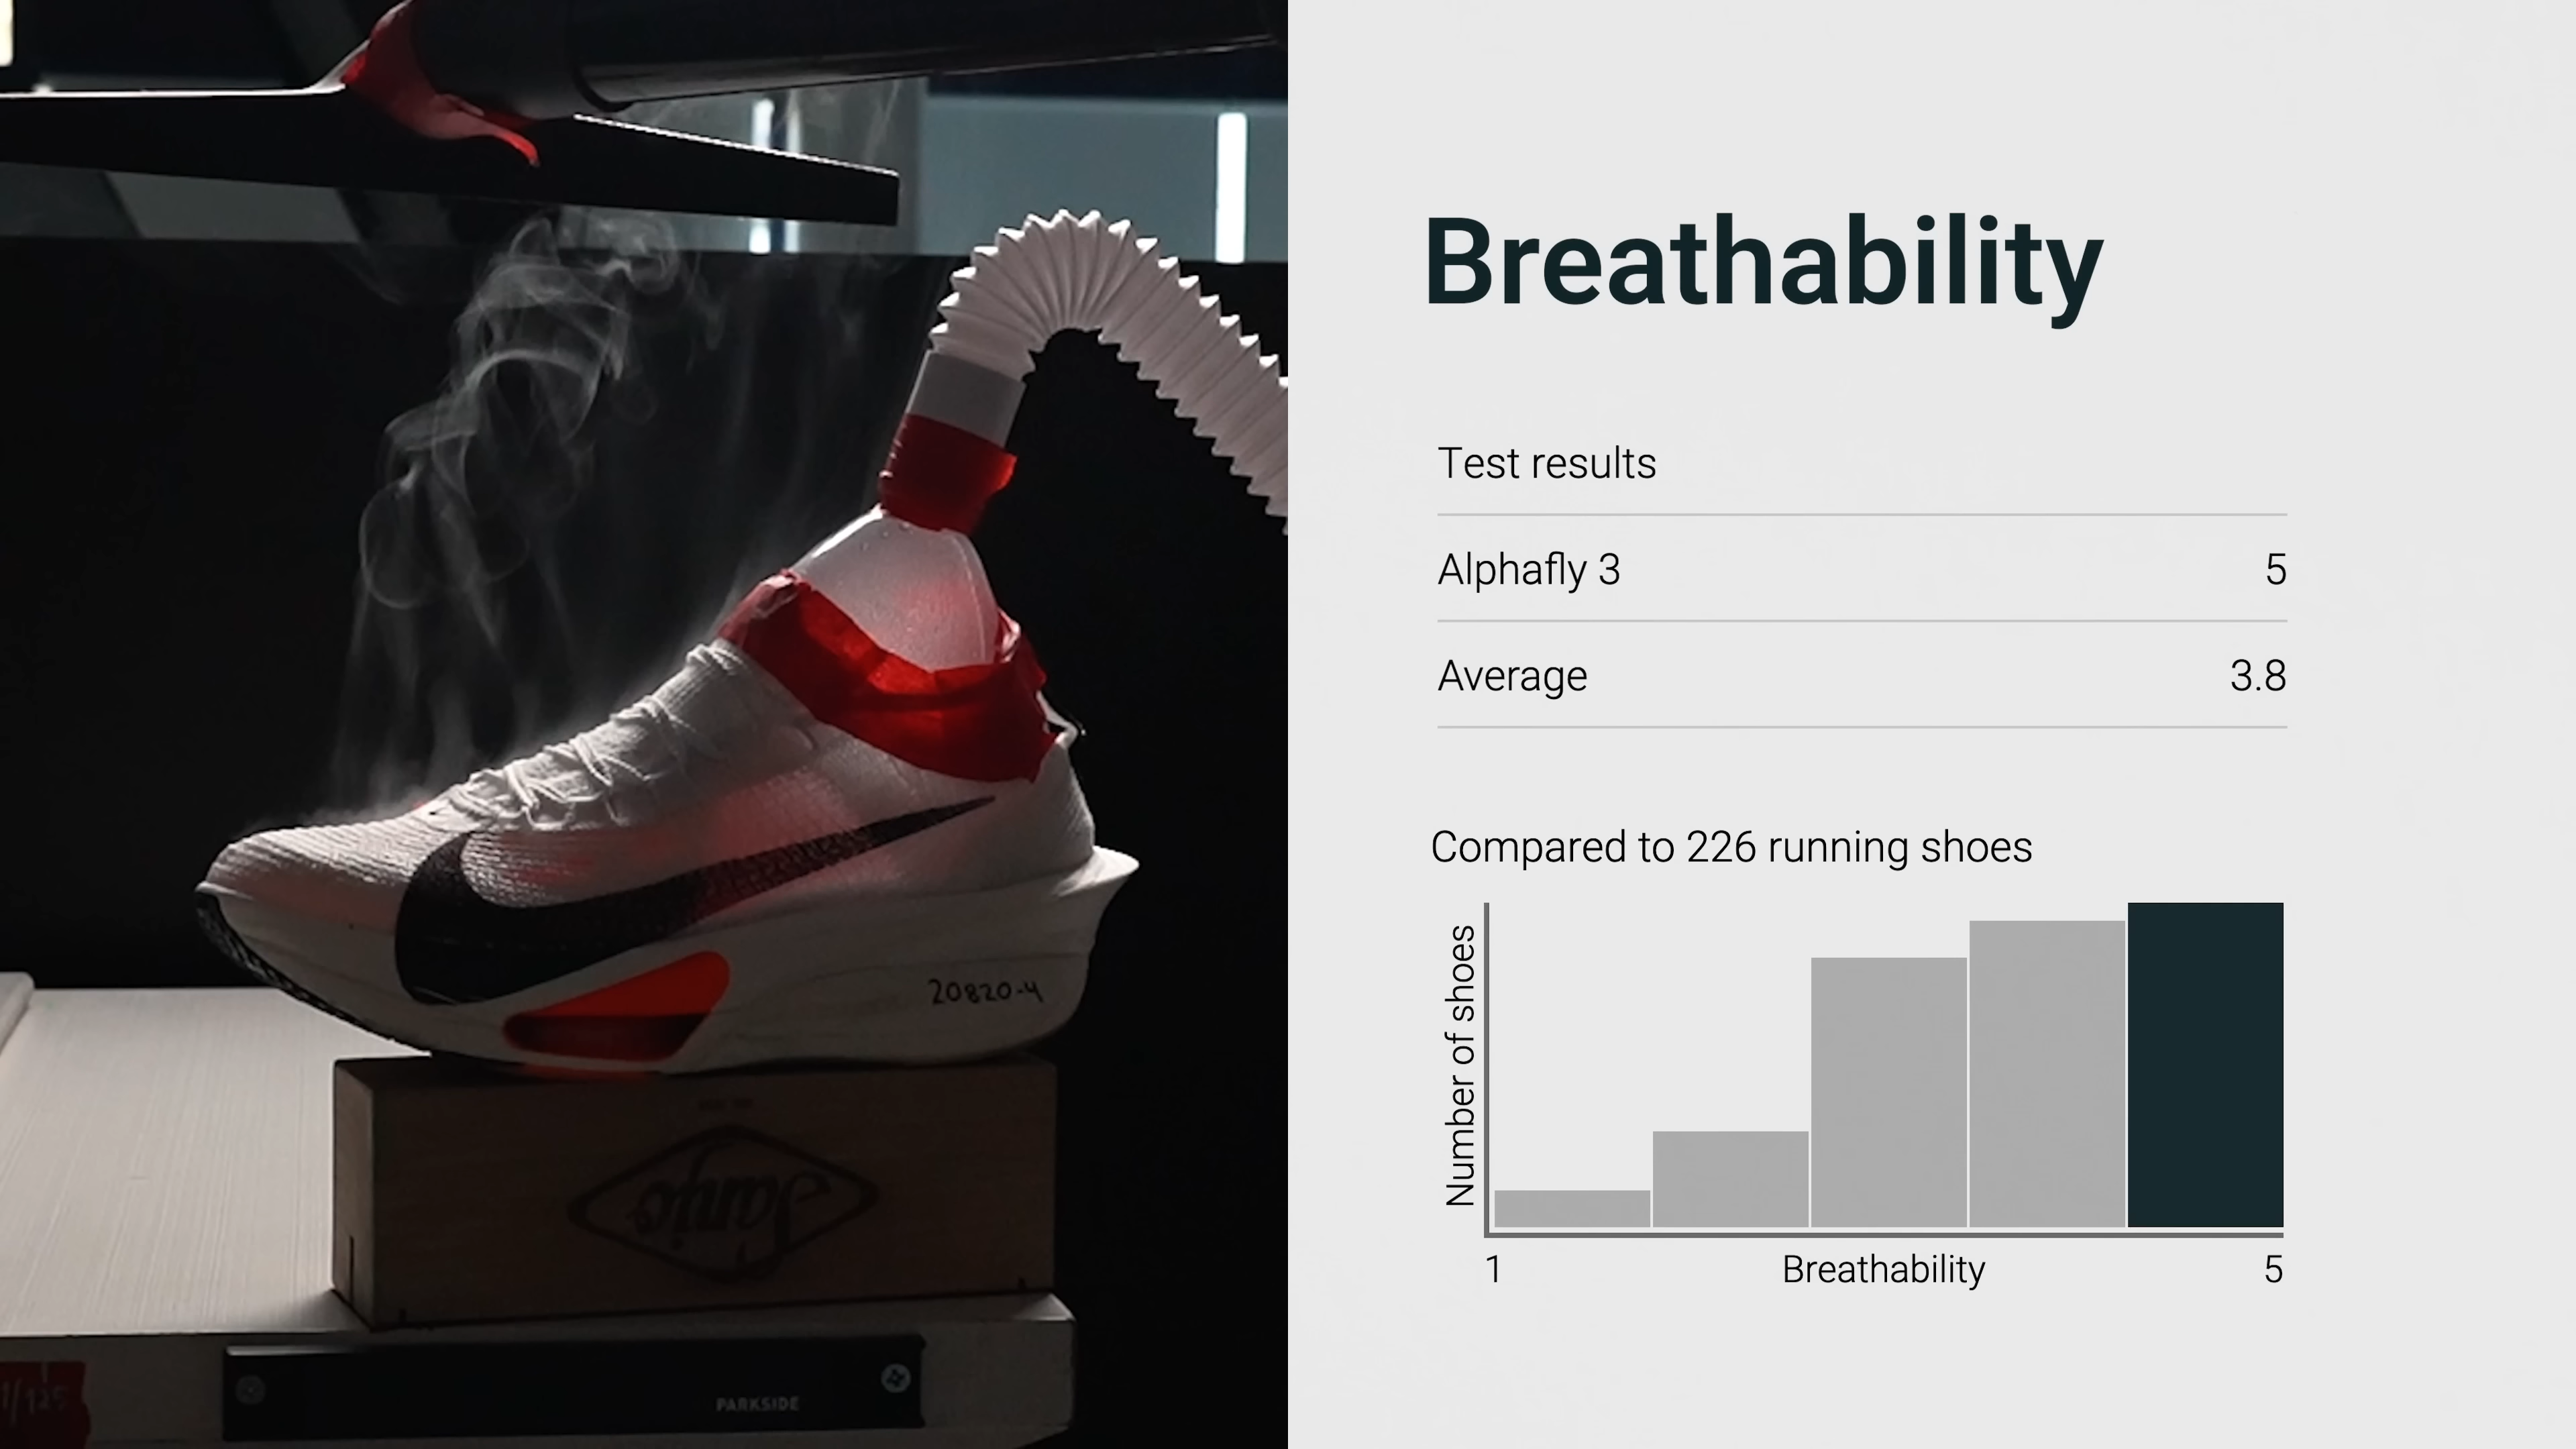 Breathability
Test results
Alphafly 3 5
Average 3.8
Compared to 226 running shoes
Number of shoes
1 Breathability 5
20820-4
PARKSIDE